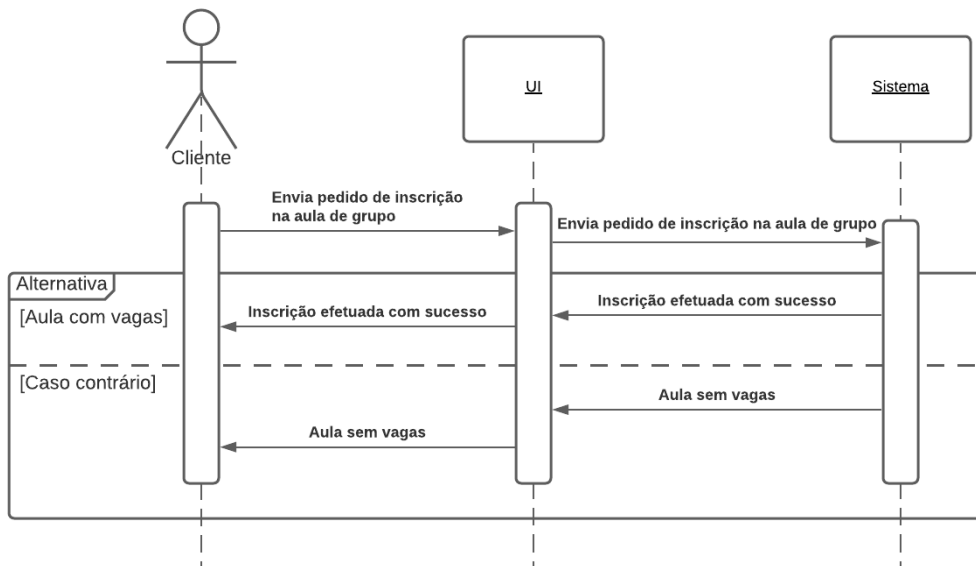 UI
Sistema
Cliente
Envia pedido de inscrição
na aula de grupo
Envia pedido de inscrição na aula de grupo
Alternativa
[Aula com vagas]
Inscrição efetuada com sucesso
Inscrição efetuada com sucesso
[Caso contrário]
Aula sem vagas
Aula sem vagas